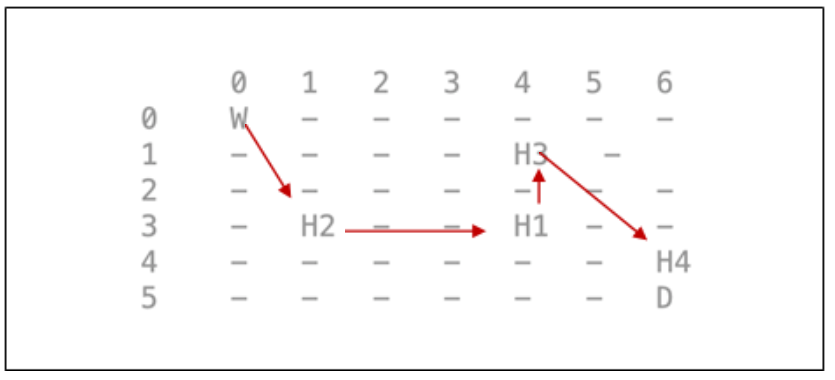 0 1 2 3 4 5 6
0 W – – – – – –
1 – – – – H3 –
2 – – – – – – –
3 – H2 – – H1 – –
4 – – – – – – H4
5 – – – – – – D